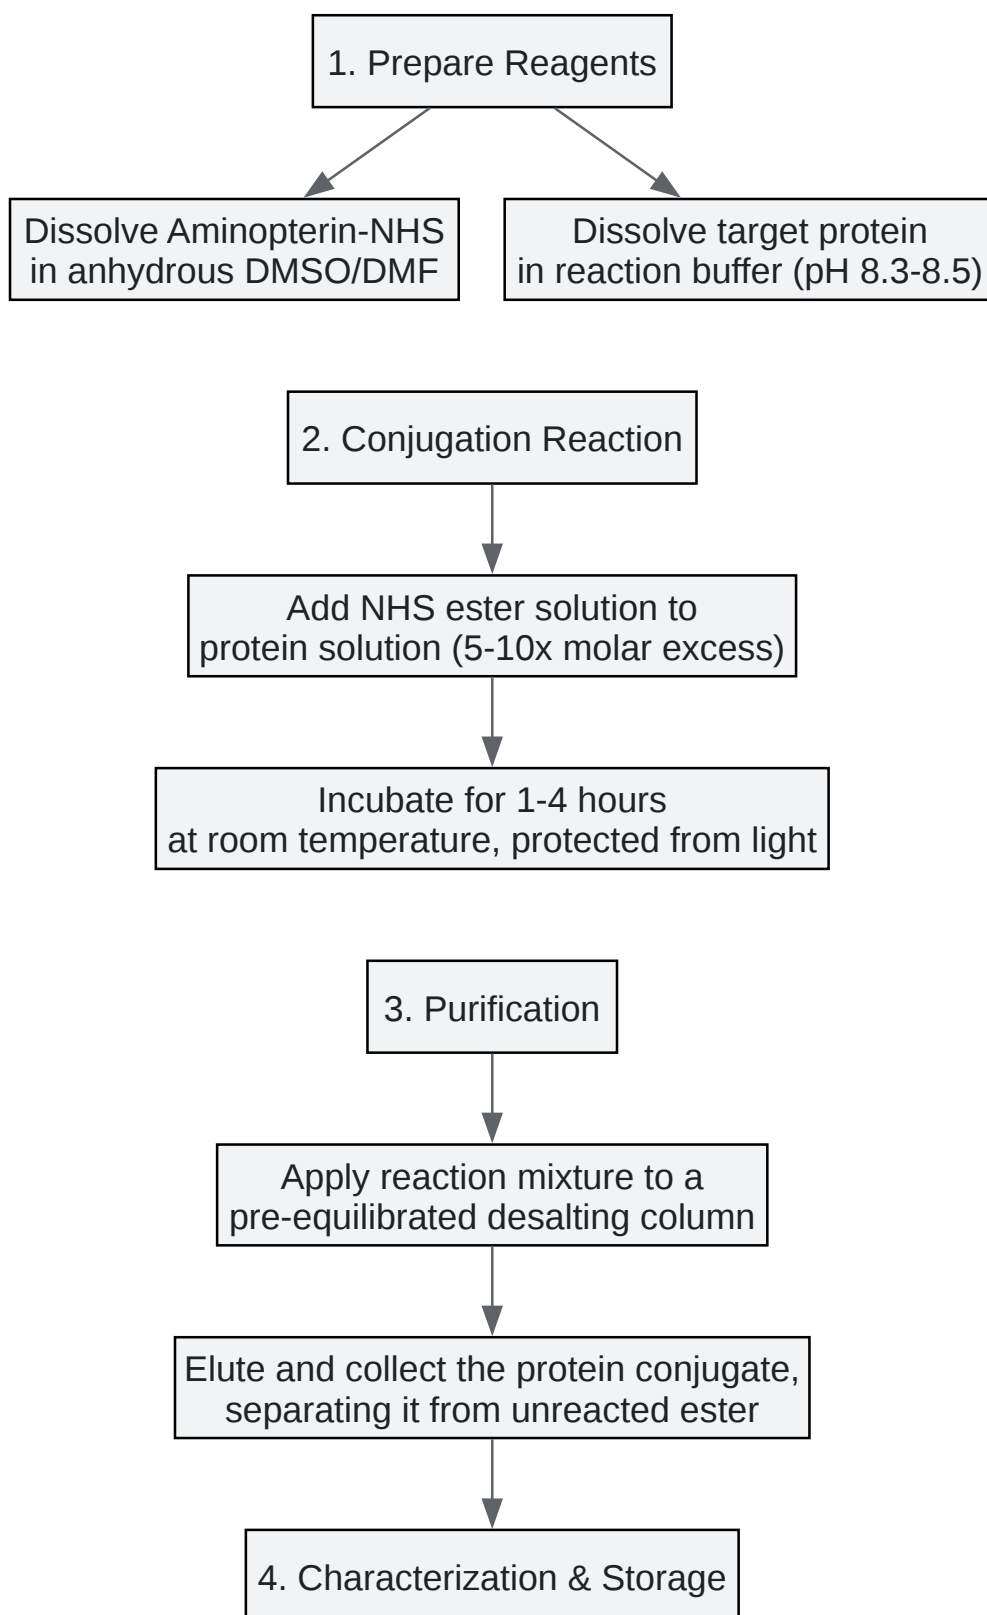 1. Prepare Reagents
Dissolve Aminopterin-NHS
in anhydrous DMSO/DMF
Dissolve target protein
in reaction buffer (pH 8.3-8.5)
2. Conjugation Reaction
Add NHS ester solution to
protein solution (5-10x molar excess)
Incubate for 1-4 hours
at room temperature, protected from light
3. Purification
Apply reaction mixture to a
pre-equilibrated desalting column
Elute and collect the protein conjugate,
separating it from unreacted ester
4. Characterization & Storage